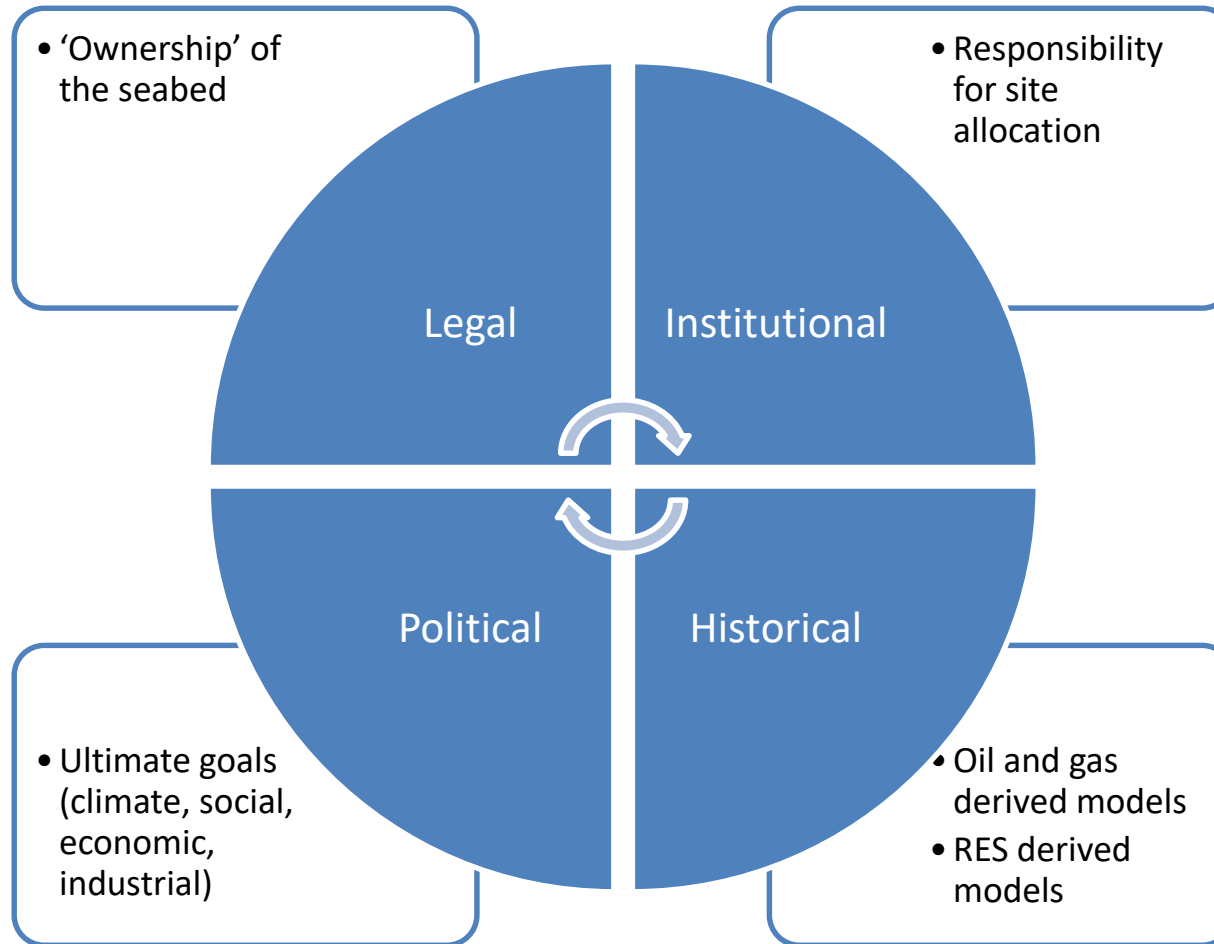 • 'Ownership' of
the seabed
• Responsibility
for site
allocation
Legal
Institutional
Political
Historical
• Ultimate goals
(climate, social,
economic,
industrial)
• Oil and gas
derived models
• RES derived
models